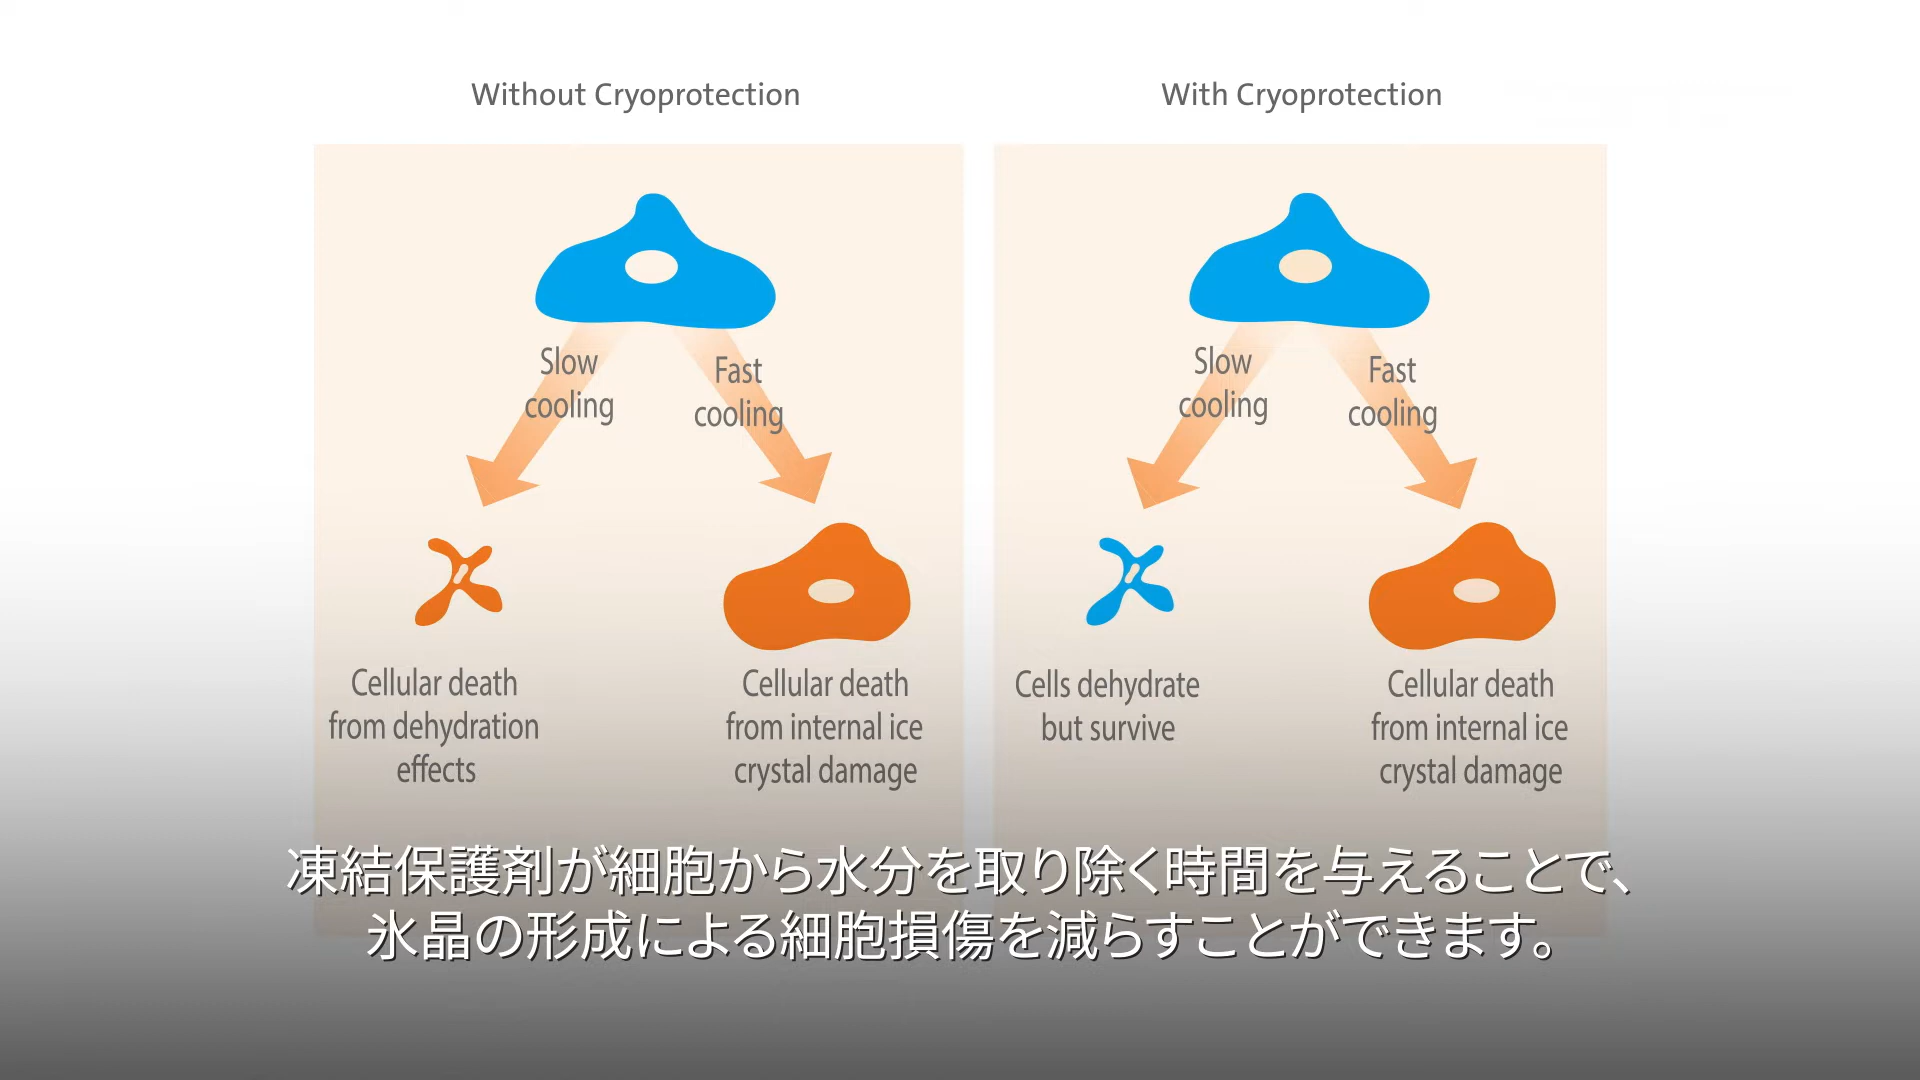 Without Cryoprotection
With Cryoprotection
Slow
cooling
Fast
cooling
Slow
cooling
Fast
cooling
Cellular death
from dehydration
effects
Cellular death
from internal ice
crystal damage
Cells dehydrate
but survive
Cellular death
from internal ice
crystal damage
凍結保護剤が細胞から水分を取り除く時間を与えることで、
氷晶の形成による細胞損傷を減らすことができます。